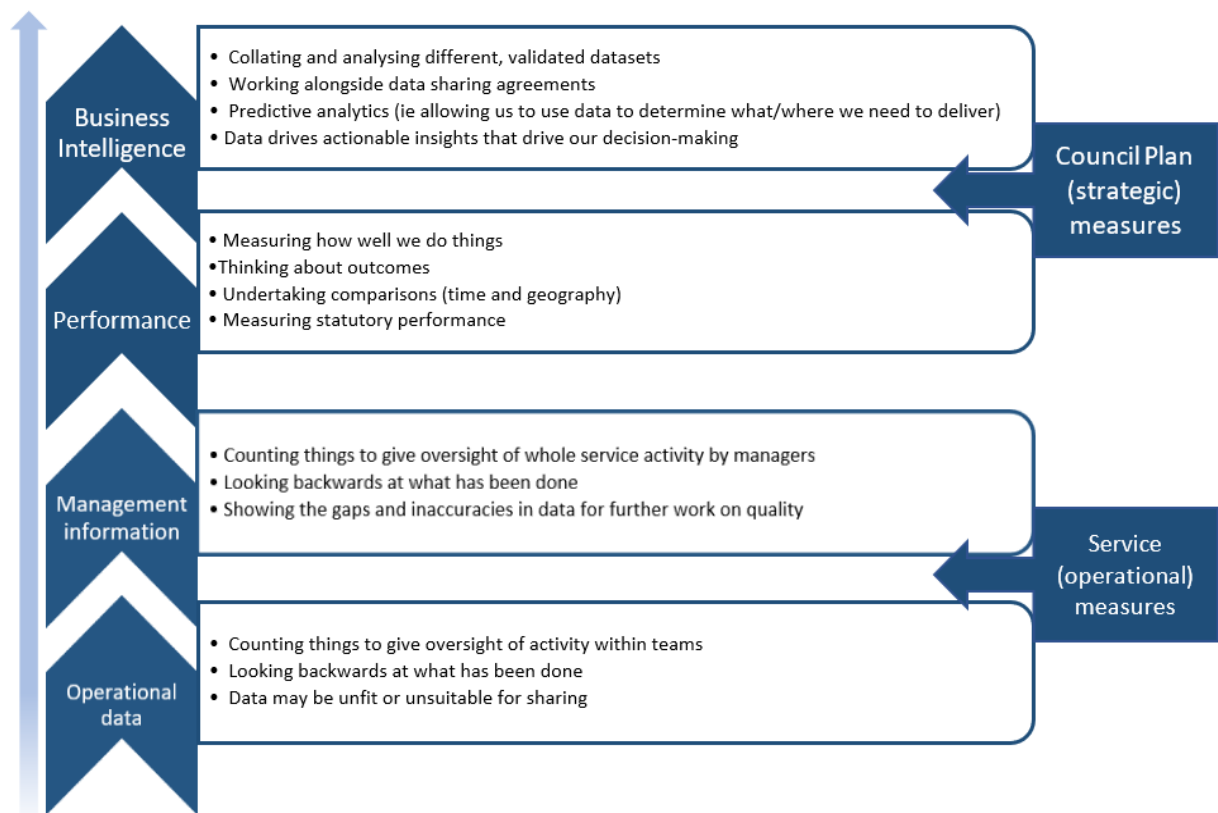 Business
Intelligence
• Collating and analysing different, validated datasets
• Working alongside data sharing agreements
• Predictive analytics (ie allowing us to use data to determine what/where we need to deliver)
• Data drives actionable insights that drive our decision-making
Council Plan
(strategic)
measures
Performance
• Measuring how well we do things
•Thinking about outcomes
• Undertaking comparisons (time and geography)
• Measuring statutory performance
Management
information
• Counting things to give oversight of whole service activity by managers
• Looking backwards at what has been done
• Showing the gaps and inaccuracies in data for further work on quality
Service
(operational)
measures
Operational
data
• Counting things to give oversight of activity within teams
• Looking backwards at what has been done
• Data may be unfit or unsuitable for sharing